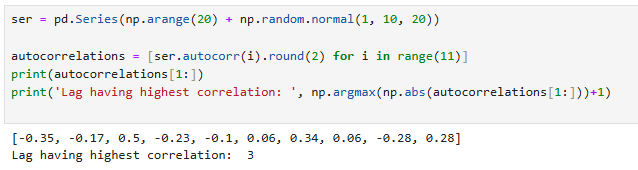 ser = pd.Series(np.arange(20) + np.random.normal(1, 10, 20))
autocorrelations = [ser.autocorr(i).round(2) for i in range(11)]
print(autocorrelations[1:])
print('Lag having highest correlation: ', np.argmax(np.abs(autocorrelations[1:]))+1)
[-0.35, -0.17, 0.5, -0.23, -0.1, 0.06, 0.34, 0.06, -0.28, 0.28]
Lag having highest correlation:  3